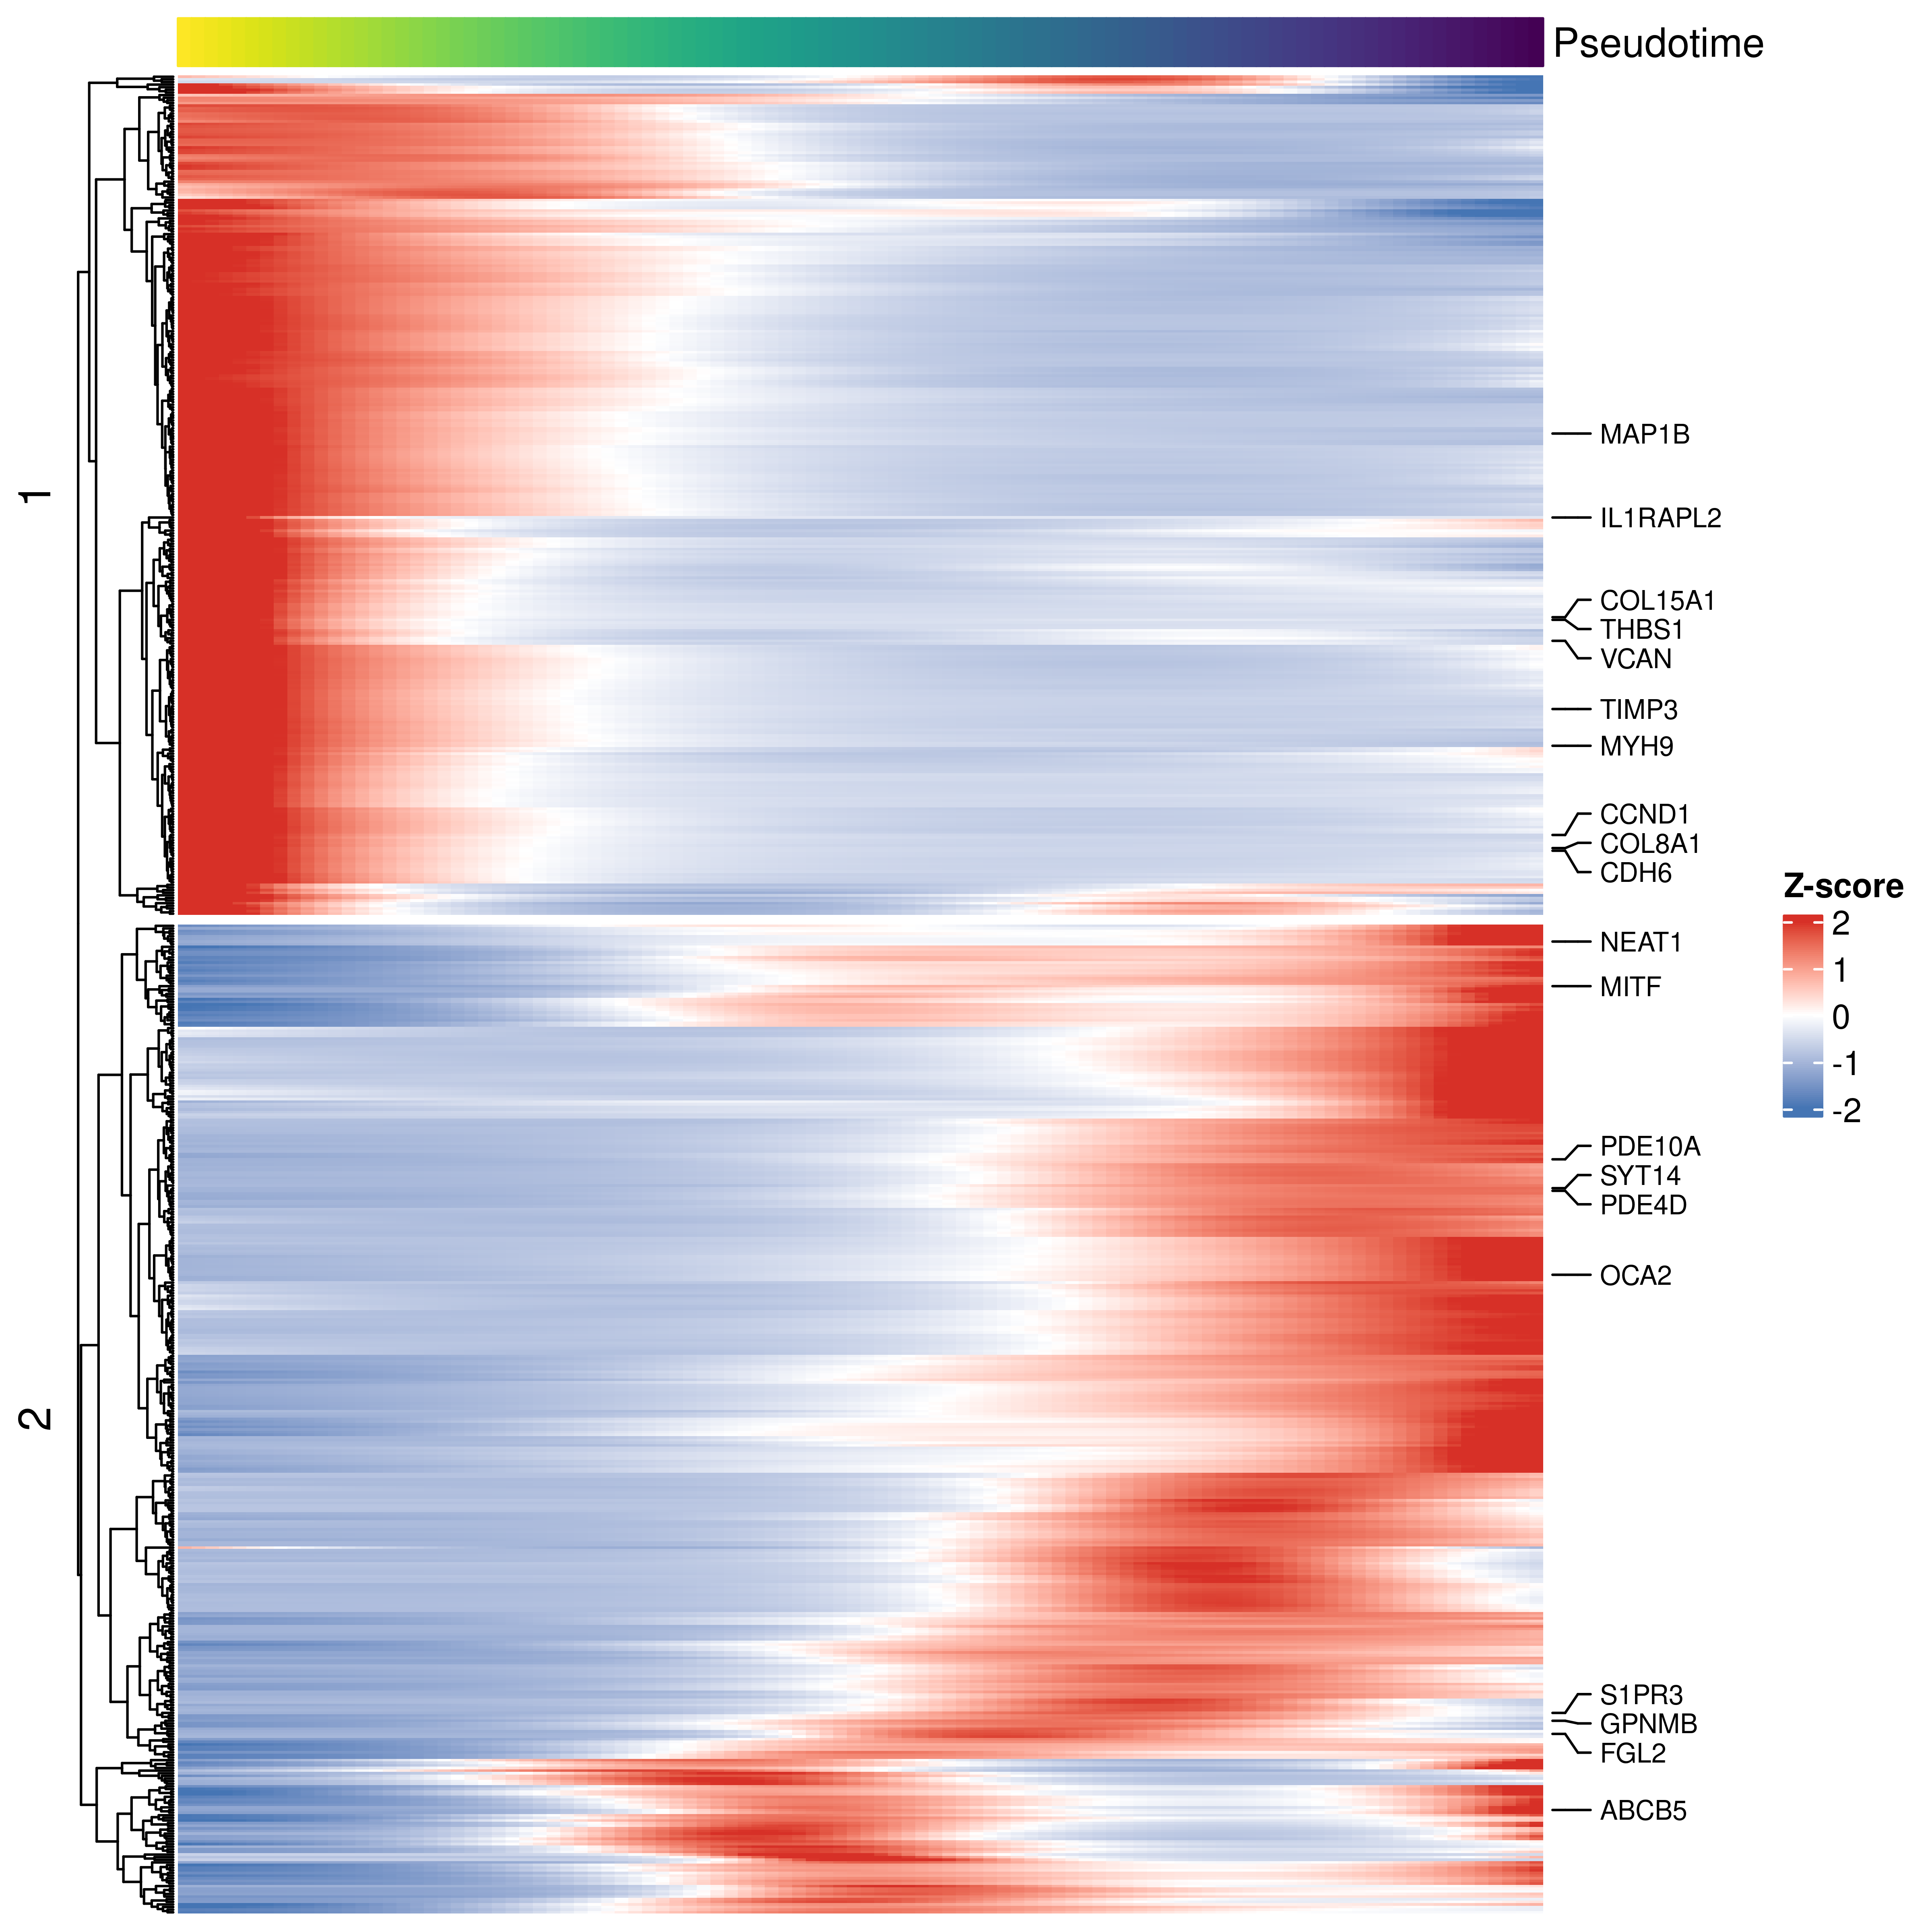 Pseudotime
1
MAP1B
IL1RAPL2
COL15A1
THBS1
VCAN
TIMP3
MYH9
CCND1
COL8A1
CDH6
Z-score
2
1
0
-1
-2
2
NEAT1
MITF
PDE10A
SYT14
PDE4D
OCA2
S1PR3
GPNMB
FGL2
ABCB5